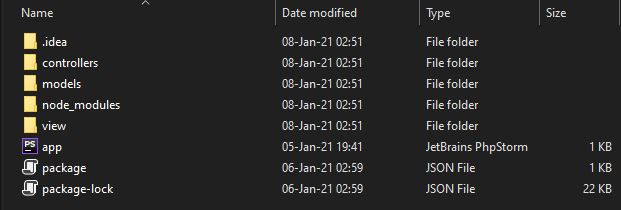 Name Date modified Type Size
.idea 08-Jan-21 02:51 File folder
controllers 08-Jan-21 02:51 File folder
models 08-Jan-21 02:51 File folder
node_modules 08-Jan-21 02:51 File folder
view 08-Jan-21 02:51 File folder
PS app 05-Jan-21 19:41 JetBrains PhpStorm 1 KB
package 06-Jan-21 02:59 JSON File 1 KB
package-lock 06-Jan-21 02:59 JSON File 22 KB